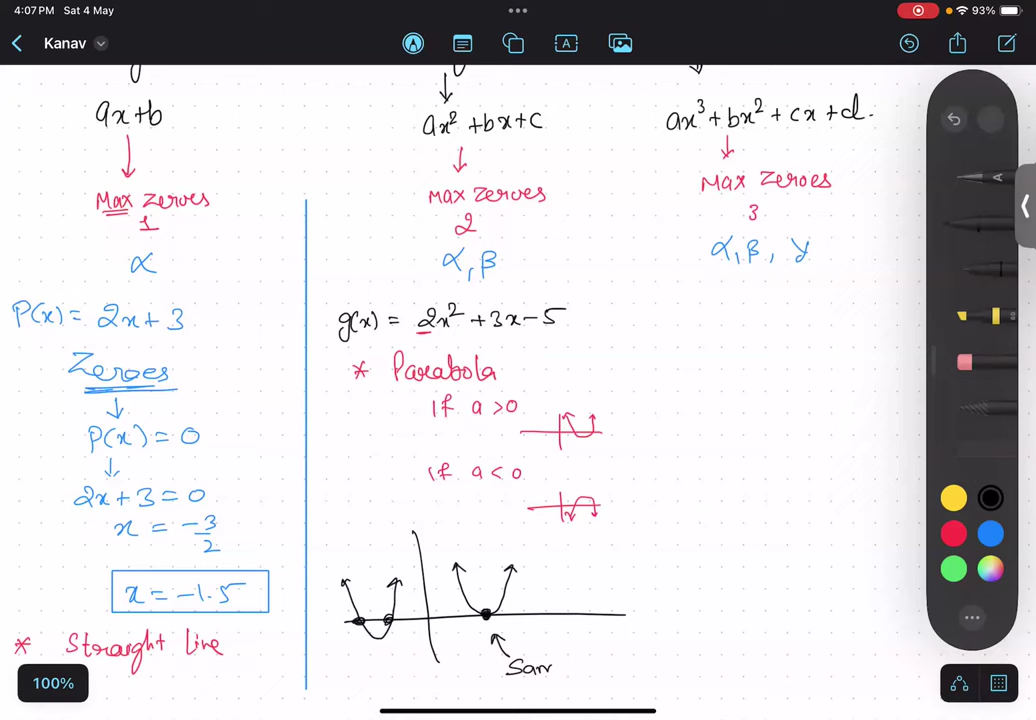 4:07PM Sat 4 May
93%
Kanav
A
ax+b
Max Zeroes
1
α
P(x) = 2x + 3
Zeroes
P(x) = 0
2x + 3 = 0
x = -3/2
x = -1.5
* Straight Line
ax² + bx + c
Max Zeroes
2
α, β
g(x) = 2x² + 3x - 5
* Parabola
If a > 0
If a < 0
Sam
ax³ + bx² + cx + d.
Max Zeroes
3
α, β, γ
A
100%